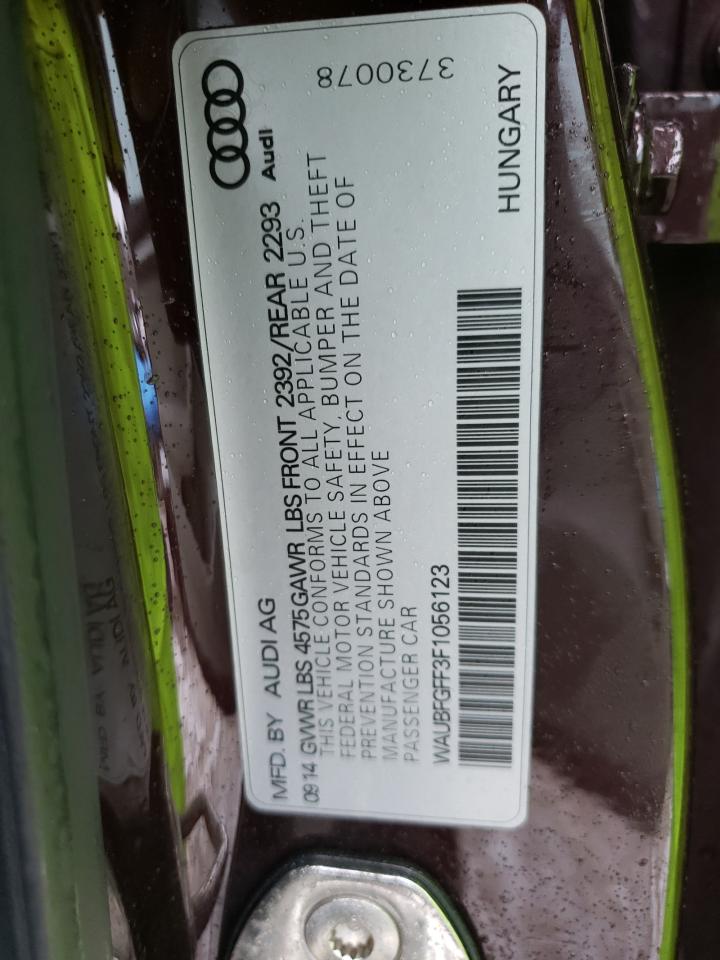 MFD. BY AUDI AG
Audi
0914 GVWR LBS 4575 GAWR LBS FRONT 2392/REAR 2293
THIS VEHICLE CONFORMS TO ALL APPLICABLE U.S.
FEDERAL MOTOR VEHICLE SAFETY, BUMPER AND THEFT
PREVENTION STANDARDS IN EFFECT ON THE DATE OF
MANUFACTURE SHOWN ABOVE
PASSENGER CAR
3730078
WAUBFGFF3F1056123
HUNGARY